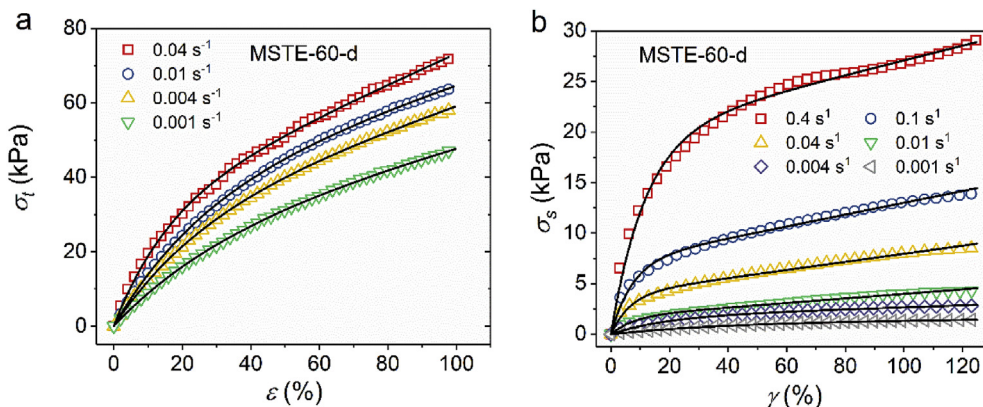 a
MSTE-60-d
0.04 s⁻¹
0.01 s⁻¹
0.004 s⁻¹
0.001 s⁻¹
80
60
40
20
0
σt (kPa)
0 20 40 60 80 100
ε (%)
b
MSTE-60-d
0.4 s¹ 0.1 s¹
0.04 s¹ 0.01 s¹
0.004 s¹ 0.001 s¹
30
25
20
15
10
5
0
σs (kPa)
0 20 40 60 80 100 120
γ (%)